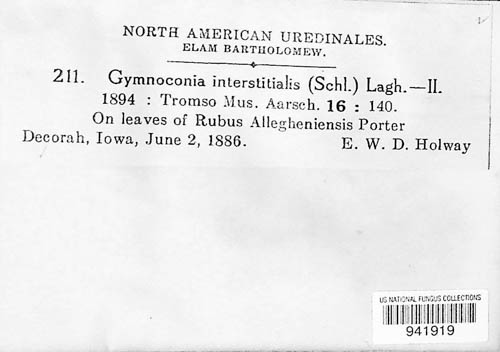 NORTH AMERICAN UREDINALES.
ELAM BARTHOLOMEW.
211. Gymnoconia interstitialis (Schl.) Lagh.—II.
1894 : Tromso Mus. Aarsch. 16 : 140.
On leaves of Rubus Allegheniensis Porter
Decorah, Iowa, June 2, 1886. E. W. D. Holway
US NATIONAL FUNGUS COLLECTIONS
941919